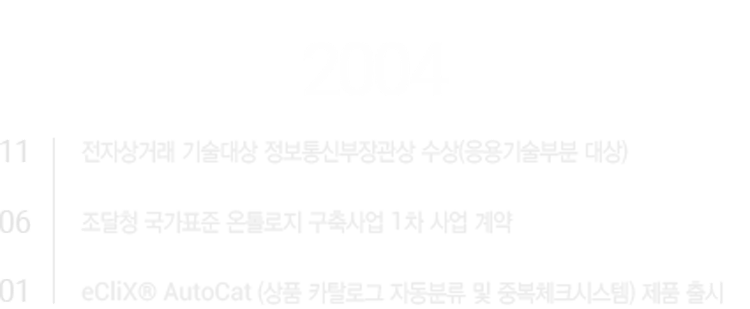 2004
11 전자상거래 기술대상 정보통신부장관상 수상(응용기술부분 대상)
06 조달청 국가표준 온톨로지 구축사업 1차 사업 계약
01 eCliX® AutoCat (상품 카탈로그 자동분류 및 중복체크시스템) 제품 출시